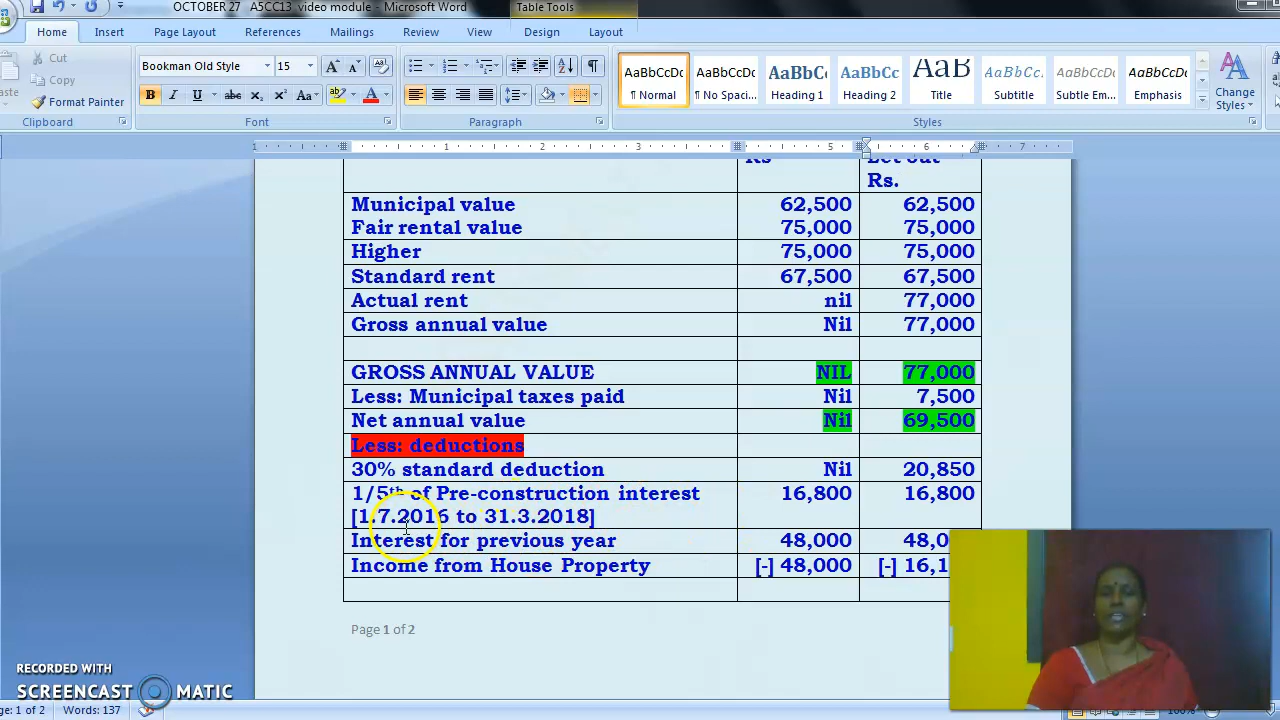 OCTOBER 27 A5CC13 video module - Microsoft Word Table Tools
Home Insert Page Layout References Mailings Review View Design Layout
Cut
Copy
Format Painter
Clipboard
Bookman Old Style 15
Font
Paragraph
AaBbCcDc AaBbCcDc AaBbCc AaBbCc AaB AaBbCc. AaBbCcDc AaBbCcDc
¶ Normal ¶ No Spaci... Heading 1 Heading 2 Title Subtitle Subtle Em... Emphasis
Change Styles
Styles
Rs Let out
Rs.
Municipal value 62,500 62,500
Fair rental value 75,000 75,000
Higher 75,000 75,000
Standard rent 67,500 67,500
Actual rent nil 77,000
Gross annual value Nil 77,000
GROSS ANNUAL VALUE NIL 77,000
Less: Municipal taxes paid Nil 7,500
Net annual value Nil 69,500
Less: deductions
30% standard deduction Nil 20,850
1/5th of Pre-construction interest 16,800 16,800
[1.7.2016 to 31.3.2018]
Interest for previous year 48,000 48,0
Income from House Property [-] 48,000 [-] 16,1
Page 1 of 2
RECORDED WITH
SCREENCAST MATIC
Words: 137